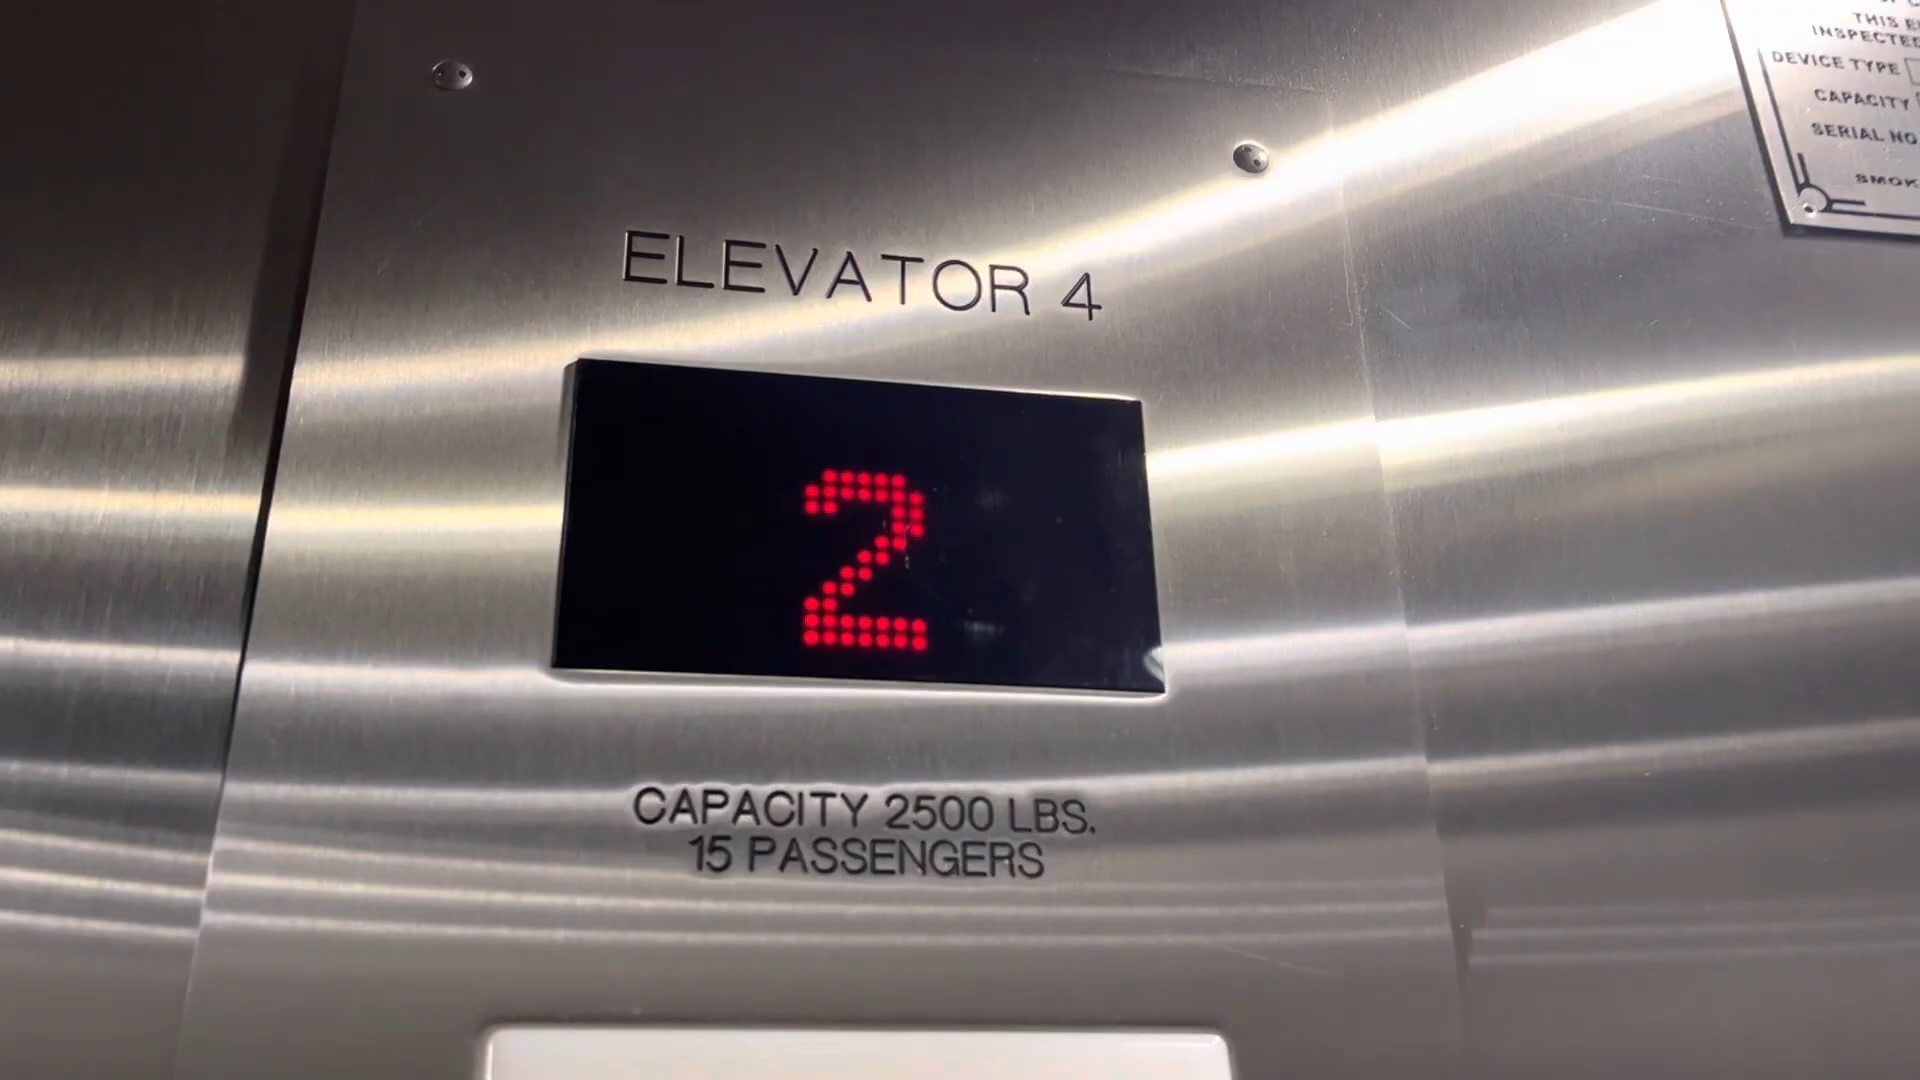 THIS
INSPECTED
DEVICE TYPE
CAPACITY
SERIAL NO
ELEVATOR 4
2
CAPACITY 2500 LBS.
15 PASSENGERS